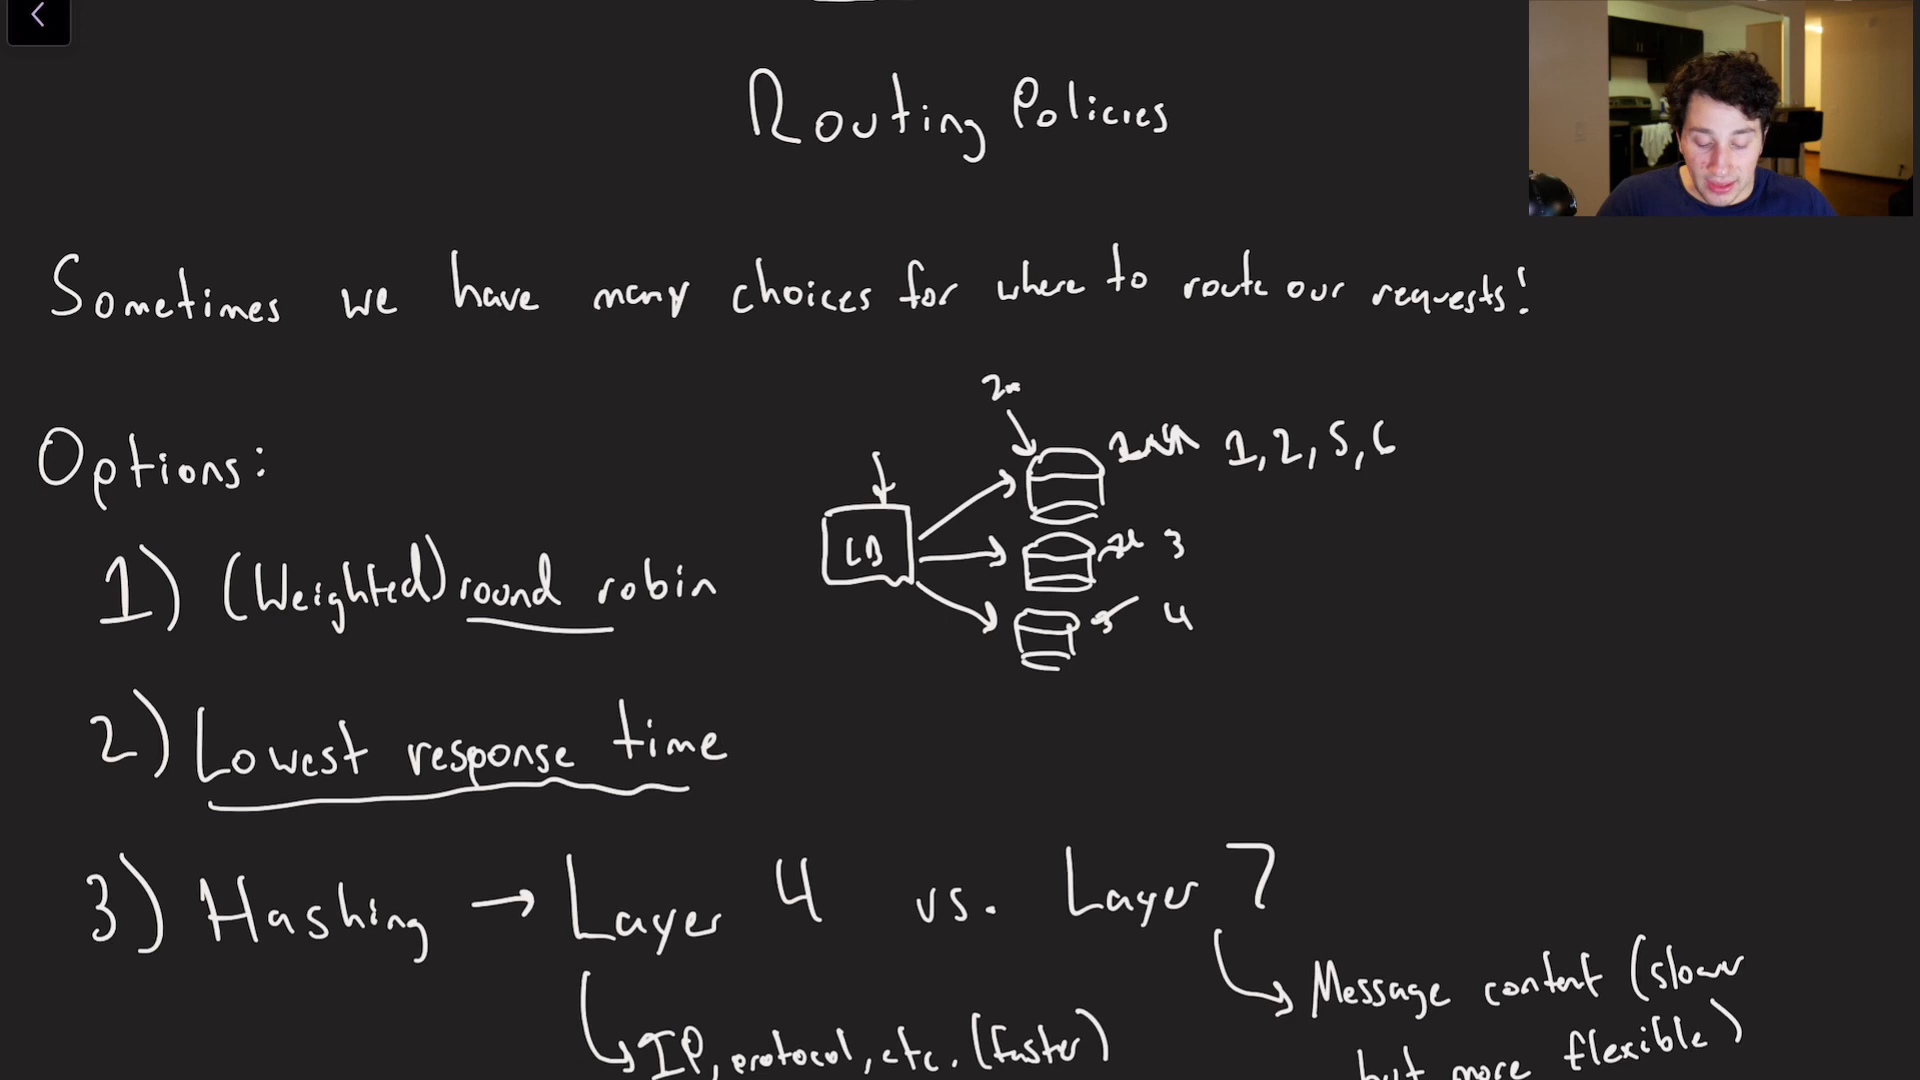 Routing Policies
Sometimes we have many choices for where to route our requests!
Options:
2x
1, 2, 5, 6
LB
3
4
1) (Weighted) round robin
2) Lowest response time
3) Hashing → Layer 4 vs. Layer 7
Message content (slower
IP, protocol, etc. (faster)
but more flexible)